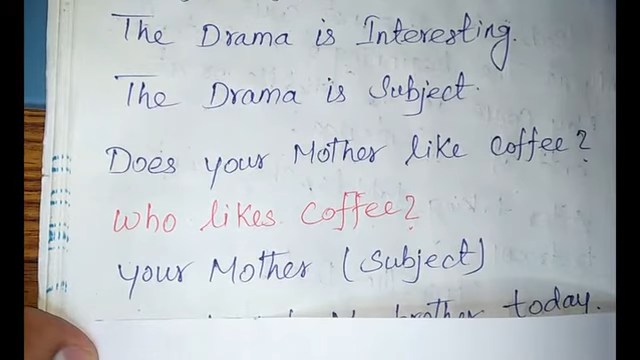 The Drama is Interesting.
The Drama is Subject.
Does your Mother like coffee?
Who likes Coffee?
your Mother (Subject)
brother today.